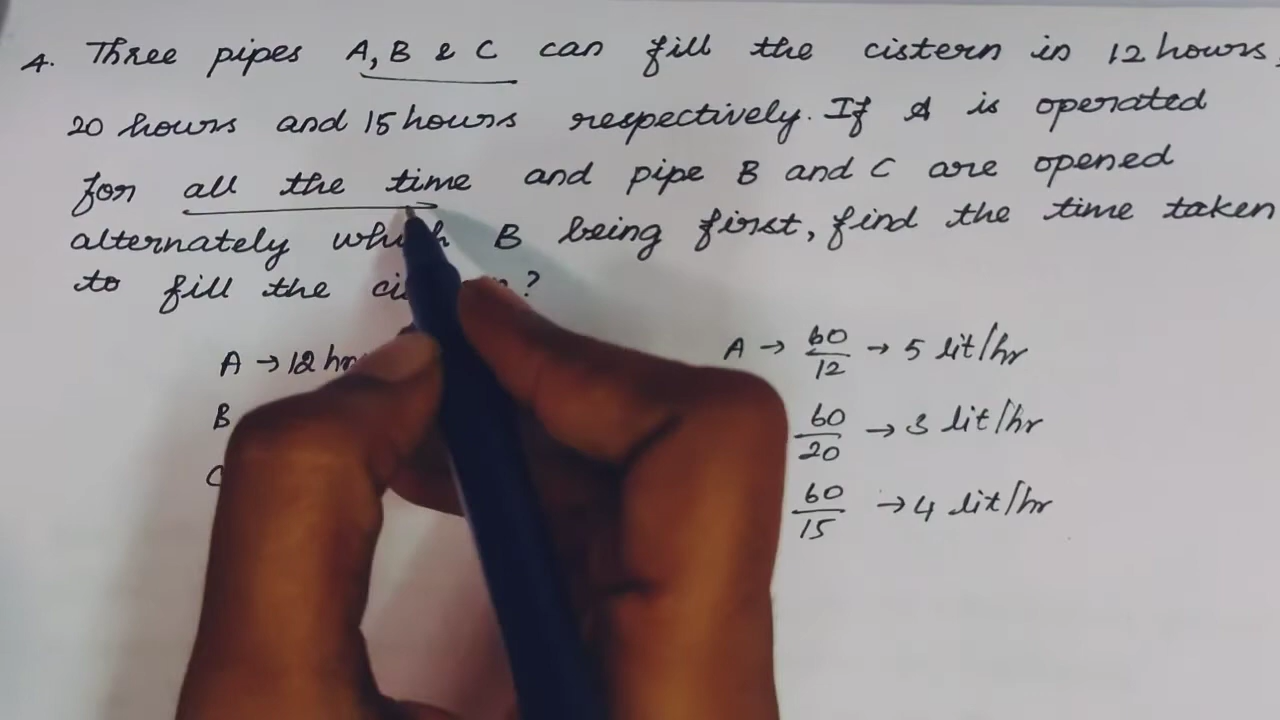 4. Three pipes A, B & C can fill the cistern in 12 hours,
20 hours and 15 hours respectively. If A is operated
for all the time and pipe B and C are opened
alternately B being first, find the time taken
to fill the ?
A → 12 hr
A → 60/12 → 5 lit/hr
B
60/20 → 3 lit/hr
C
60/15 → 4 lit/hr